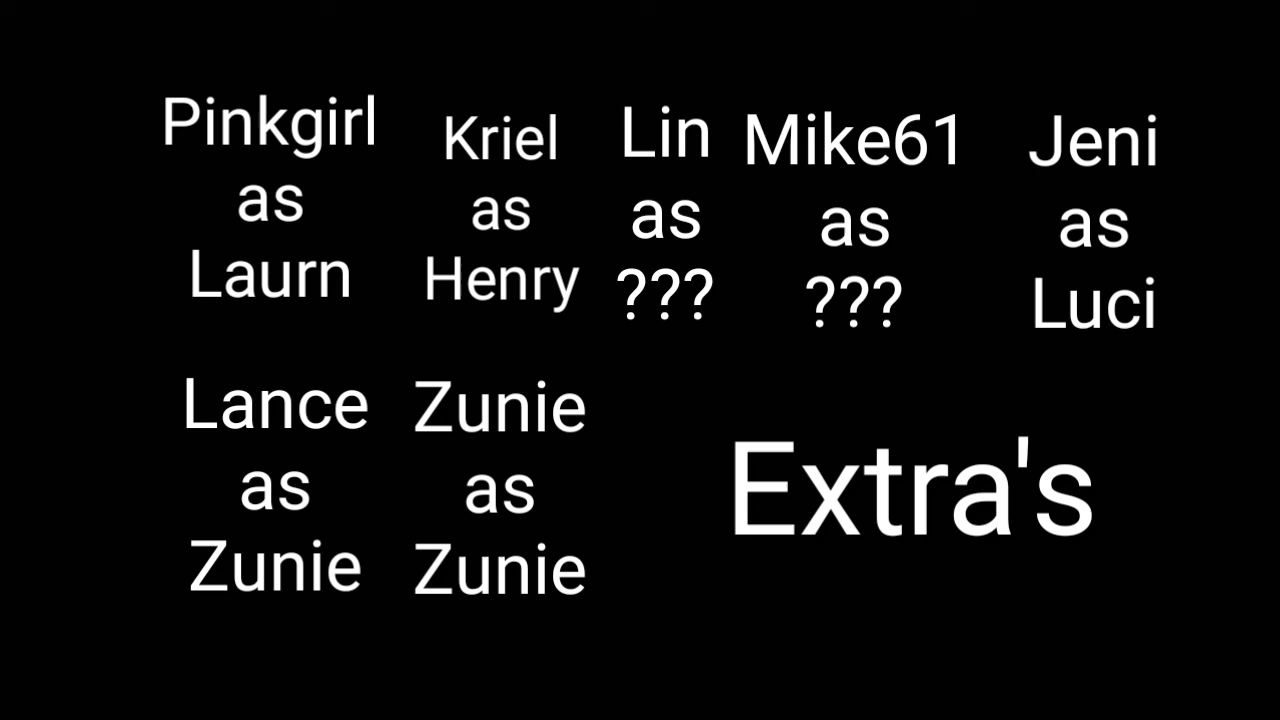 Pinkgirl
as
Laurn
Kriel
as
Henry
Lin
as
???
Mike61
as
???
Jeni
as
Luci
Lance
as
Zunie
Zunie
as
Zunie
Extra's